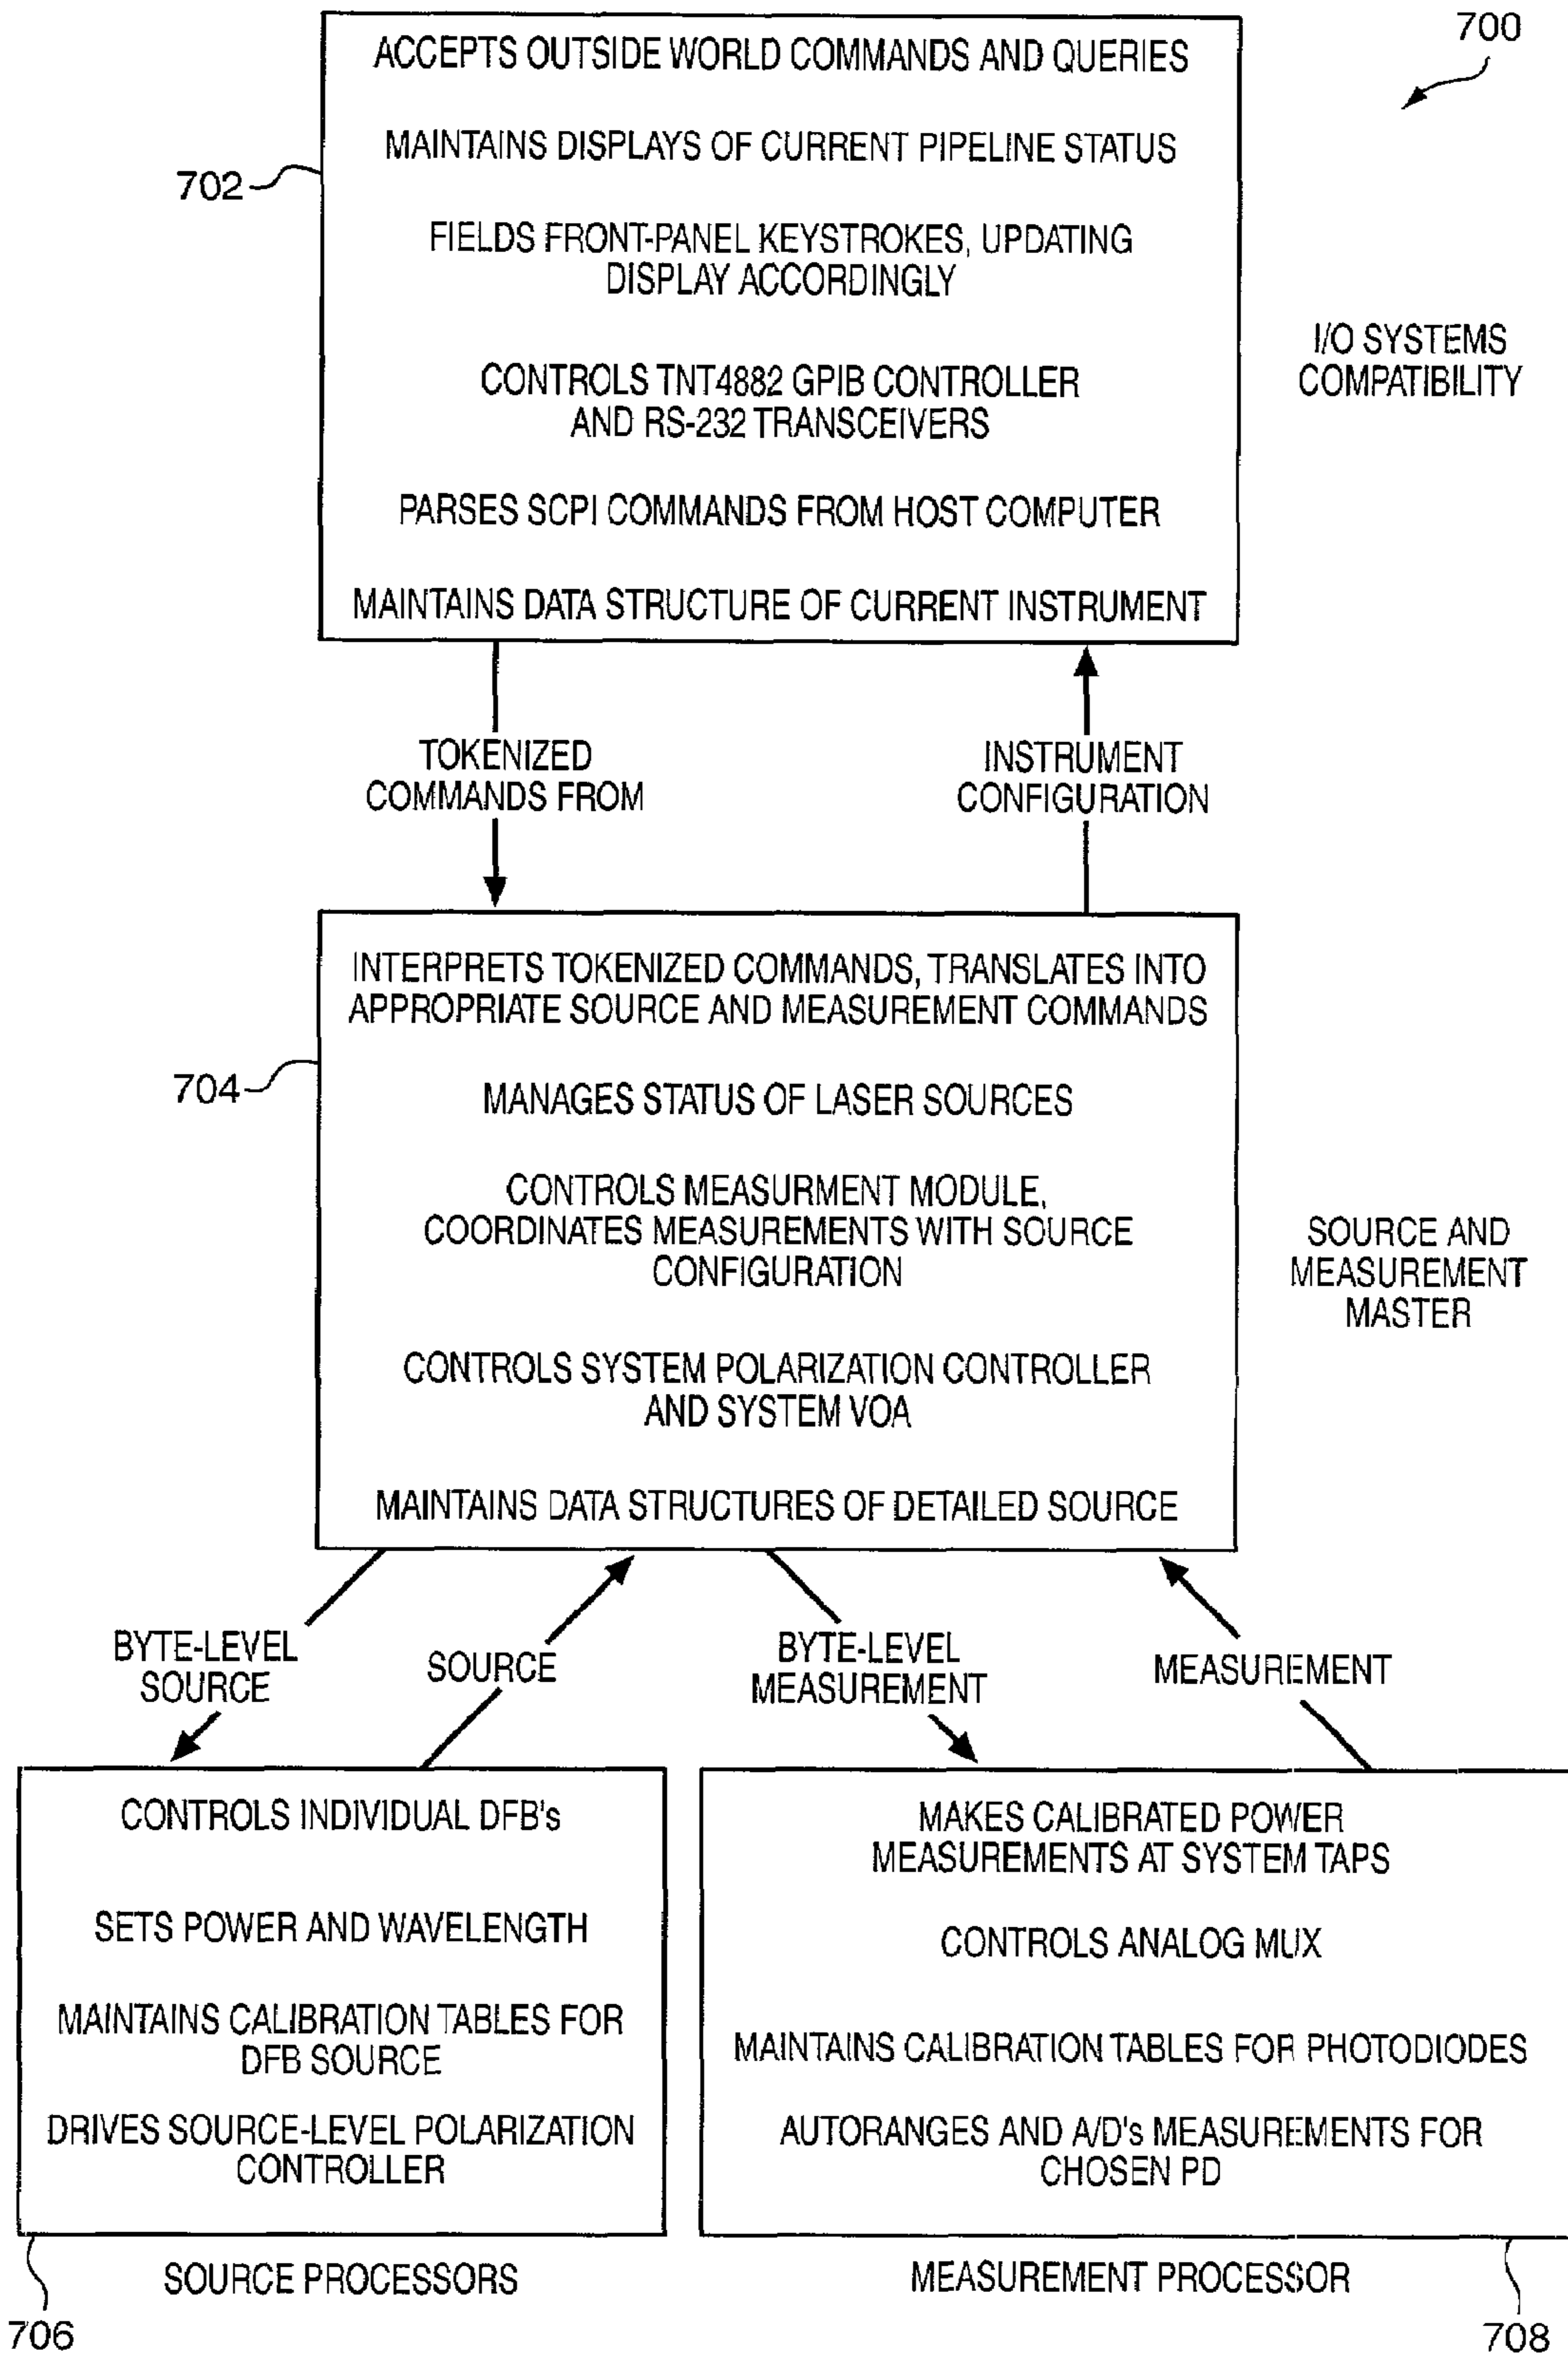 700
ACCEPTS OUTSIDE WORLD COMMANDS AND QUERIES
MAINTAINS DISPLAYS OF CURRENT PIPELINE STATUS
702
FIELDS FRONT-PANEL KEYSTROKES, UPDATING
DISPLAY ACCORDINGLY
I/O SYSTEMS
COMPATIBILITY
CONTROLS TNT4882 GPIB CONTROLLER
AND RS-232 TRANSCEIVERS
PARSES SCPI COMMANDS FROM HOST COMPUTER
MAINTAINS DATA STRUCTURE OF CURRENT INSTRUMENT
TOKENIZED
COMMANDS FROM
INSTRUMENT
CONFIGURATION
INTERPRETS TOKENIZED COMMANDS, TRANSLATES INTO
APPROPRIATE SOURCE AND MEASUREMENT COMMANDS
704
MANAGES STATUS OF LASER SOURCES
CONTROLS MEASURMENT MODULE,
COORDINATES MEASUREMENTS WITH SOURCE
CONFIGURATION
SOURCE AND
MEASUREMENT
MASTER
CONTROLS SYSTEM POLARIZATION CONTROLLER
AND SYSTEM VOA
MAINTAINS DATA STRUCTURES OF DETAILED SOURCE
BYTE-LEVEL
SOURCE
SOURCE
BYTE-LEVEL
MEASUREMENT
MEASUREMENT
CONTROLS INDIVIDUAL DFB's
SETS POWER AND WAVELENGTH
MAINTAINS CALIBRATION TABLES FOR
DFB SOURCE
DRIVES SOURCE-LEVEL POLARIZATION
CONTROLLER
MAKES CALIBRATED POWER
MEASUREMENTS AT SYSTEM TAPS
CONTROLS ANALOG MUX
MAINTAINS CALIBRATION TABLES FOR PHOTODIODES
AUTORANGES AND A/D's MEASUREMENTS FOR
CHOSEN PD
SOURCE PROCESSORS
706
MEASUREMENT PROCESSOR
708